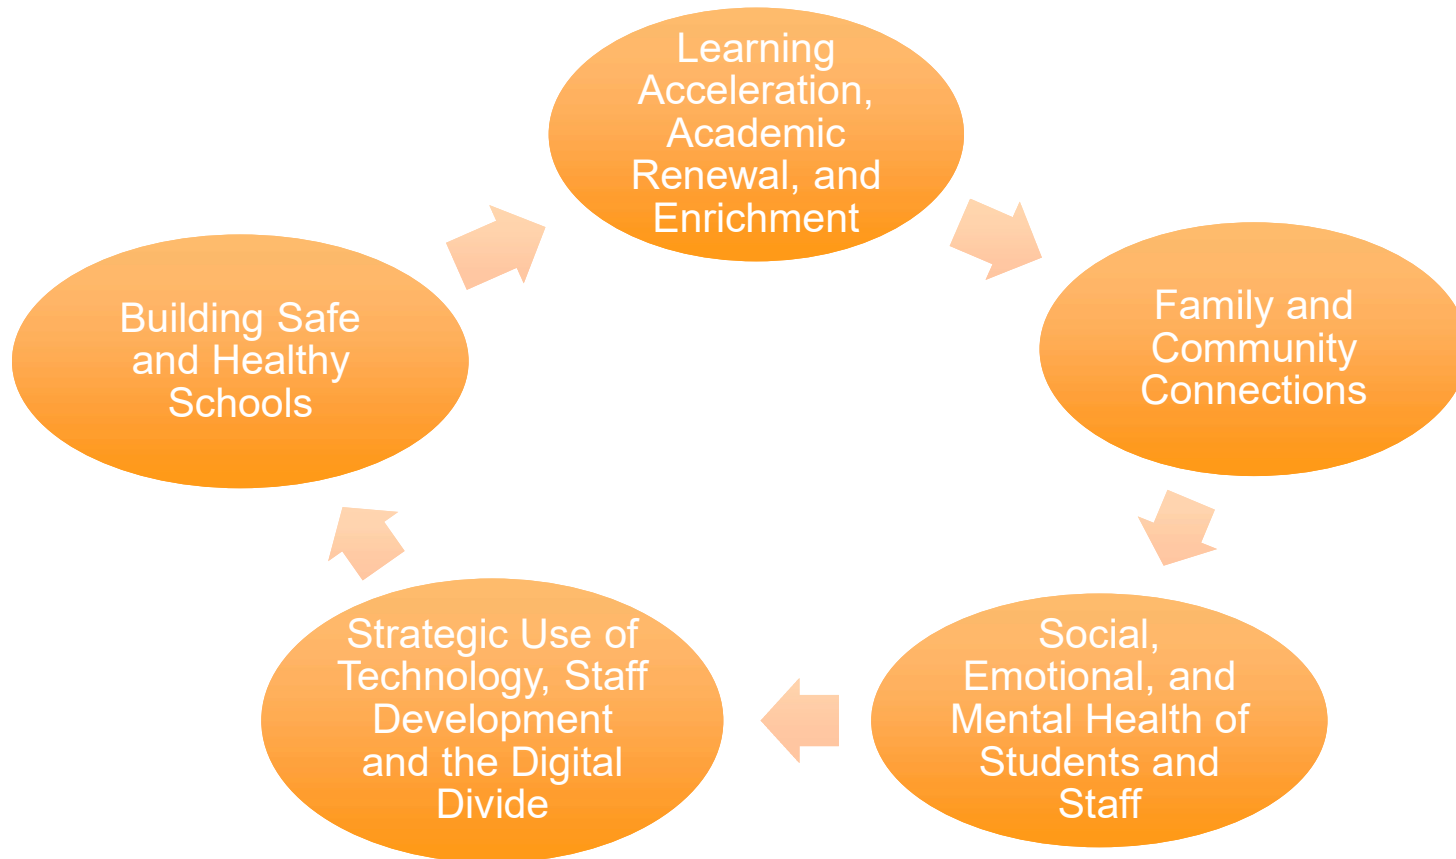 Learning
Acceleration,
Academic
Renewal, and
Enrichment
Family and
Community
Connections
Social,
Emotional, and
Mental Health of
Students and
Staff
Strategic Use of
Technology, Staff
Development
and the Digital
Divide
Building Safe
and Healthy
Schools